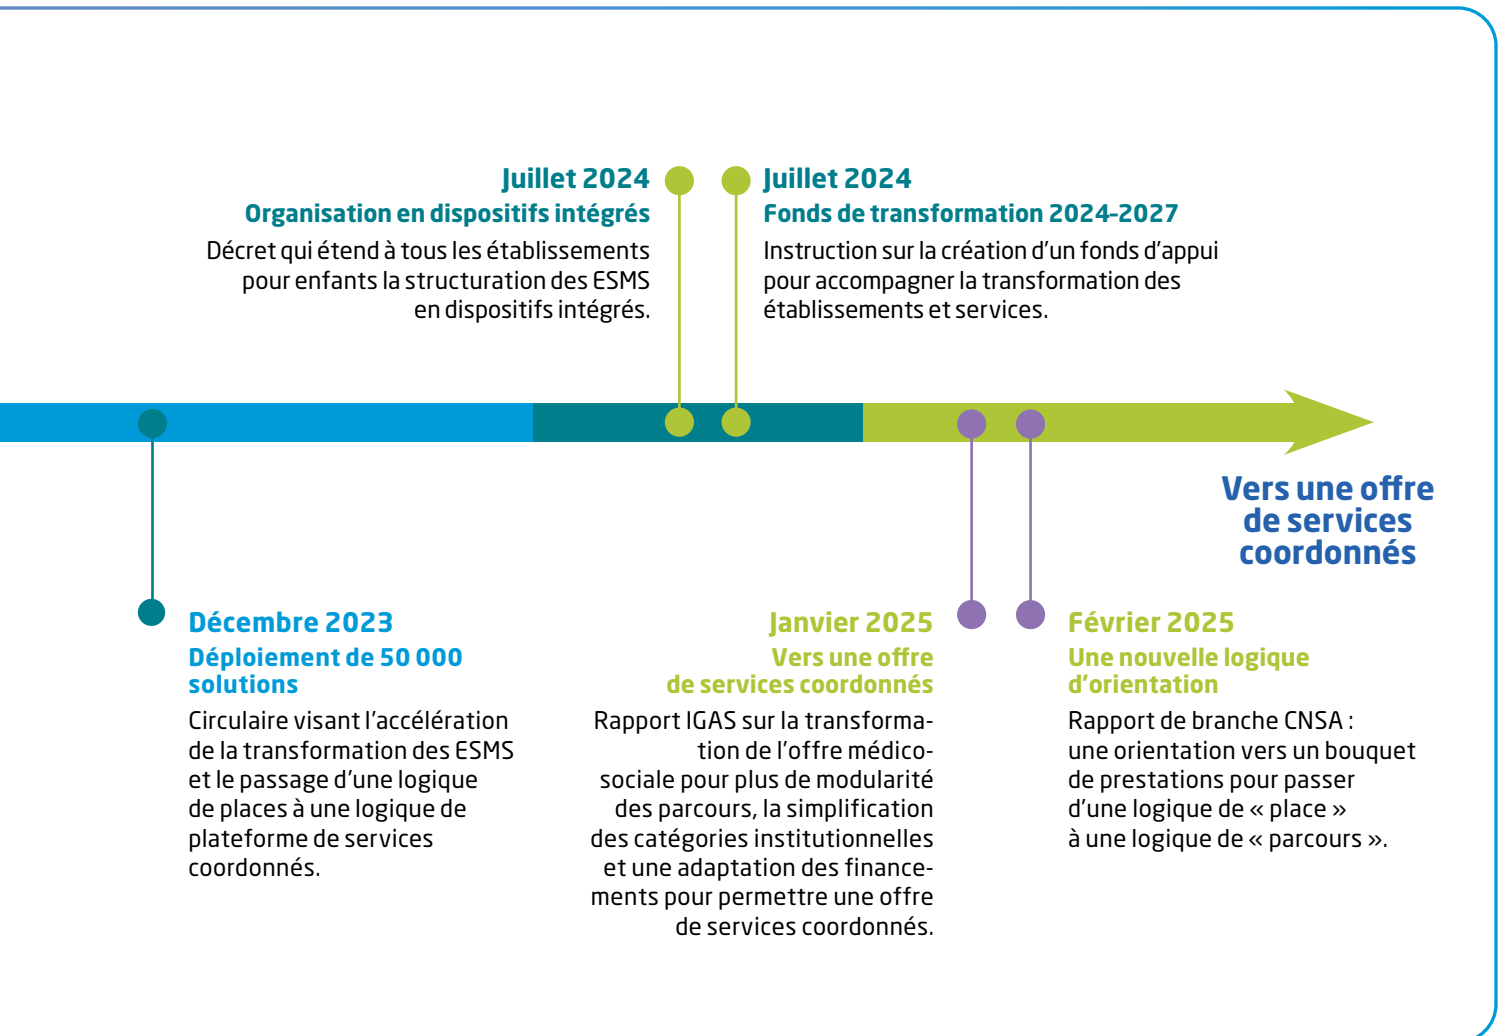 Juillet 2024
Organisation en dispositifs intégrés
Décret qui étend à tous les établissements
pour enfants la structuration des ESMS
en dispositifs intégrés.
Juillet 2024
Fonds de transformation 2024-2027
Instruction sur la création d'un fonds d'appui
pour accompagner la transformation des
établissements et services.
Vers une offre
de services
coordonnés
Décembre 2023
Déploiement de 50 000
solutions
Circulaire visant l'accélération
de la transformation des ESMS
et le passage d'une logique
de places à une logique de
plateforme de services
coordonnés.
Janvier 2025
Vers une offre
de services coordonnés
Rapport IGAS sur la transforma-
tion de l'offre médico-
sociale pour plus de modularité
des parcours, la simplification
des catégories institutionnelles
et une adaptation des finance-
ments pour permettre une offre
de services coordonnés.
Février 2025
Une nouvelle logique
d'orientation
Rapport de branche CNSA :
une orientation vers un bouquet
de prestations pour passer
d'une logique de « place »
à une logique de « parcours ».